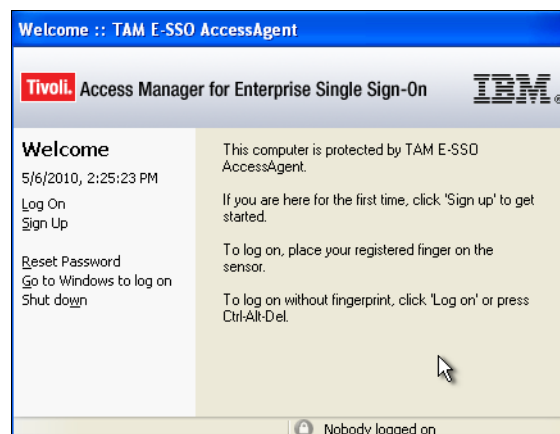 Welcome :: TAM E-SSO AccessAgent
Tivoli. Access Manager for Enterprise Single Sign-On
IBM®
Welcome
5/6/2010, 2:25:23 PM
Log On
Sign Up
Reset Password
Go to Windows to log on
Shut down
This computer is protected by TAM E-SSO
AccessAgent.
If you are here for the first time, click 'Sign up' to get
started.
To log on, place your registered finger on the
sensor.
To log on without fingerprint, click 'Log on' or press
Ctrl-Alt-Del.
Nobody logged on